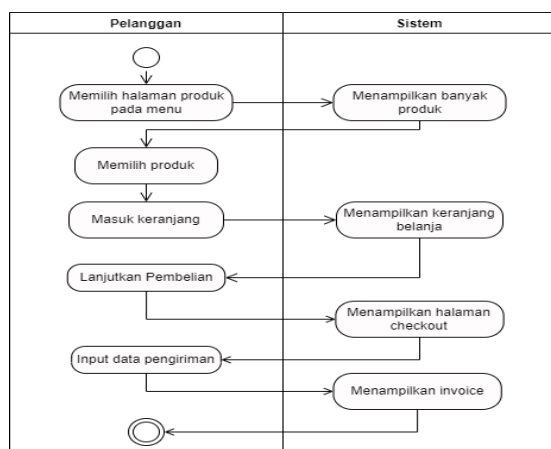 Pelanggan
Sistem
Memilih halaman produk
pada menu
Menampilkan banyak
produk
Memilih produk
Masuk keranjang
Menampilkan keranjang
belanja
Lanjutkan Pembelian
Menampilkan halaman
checkout
Input data pengiriman
Menampilkan invoice